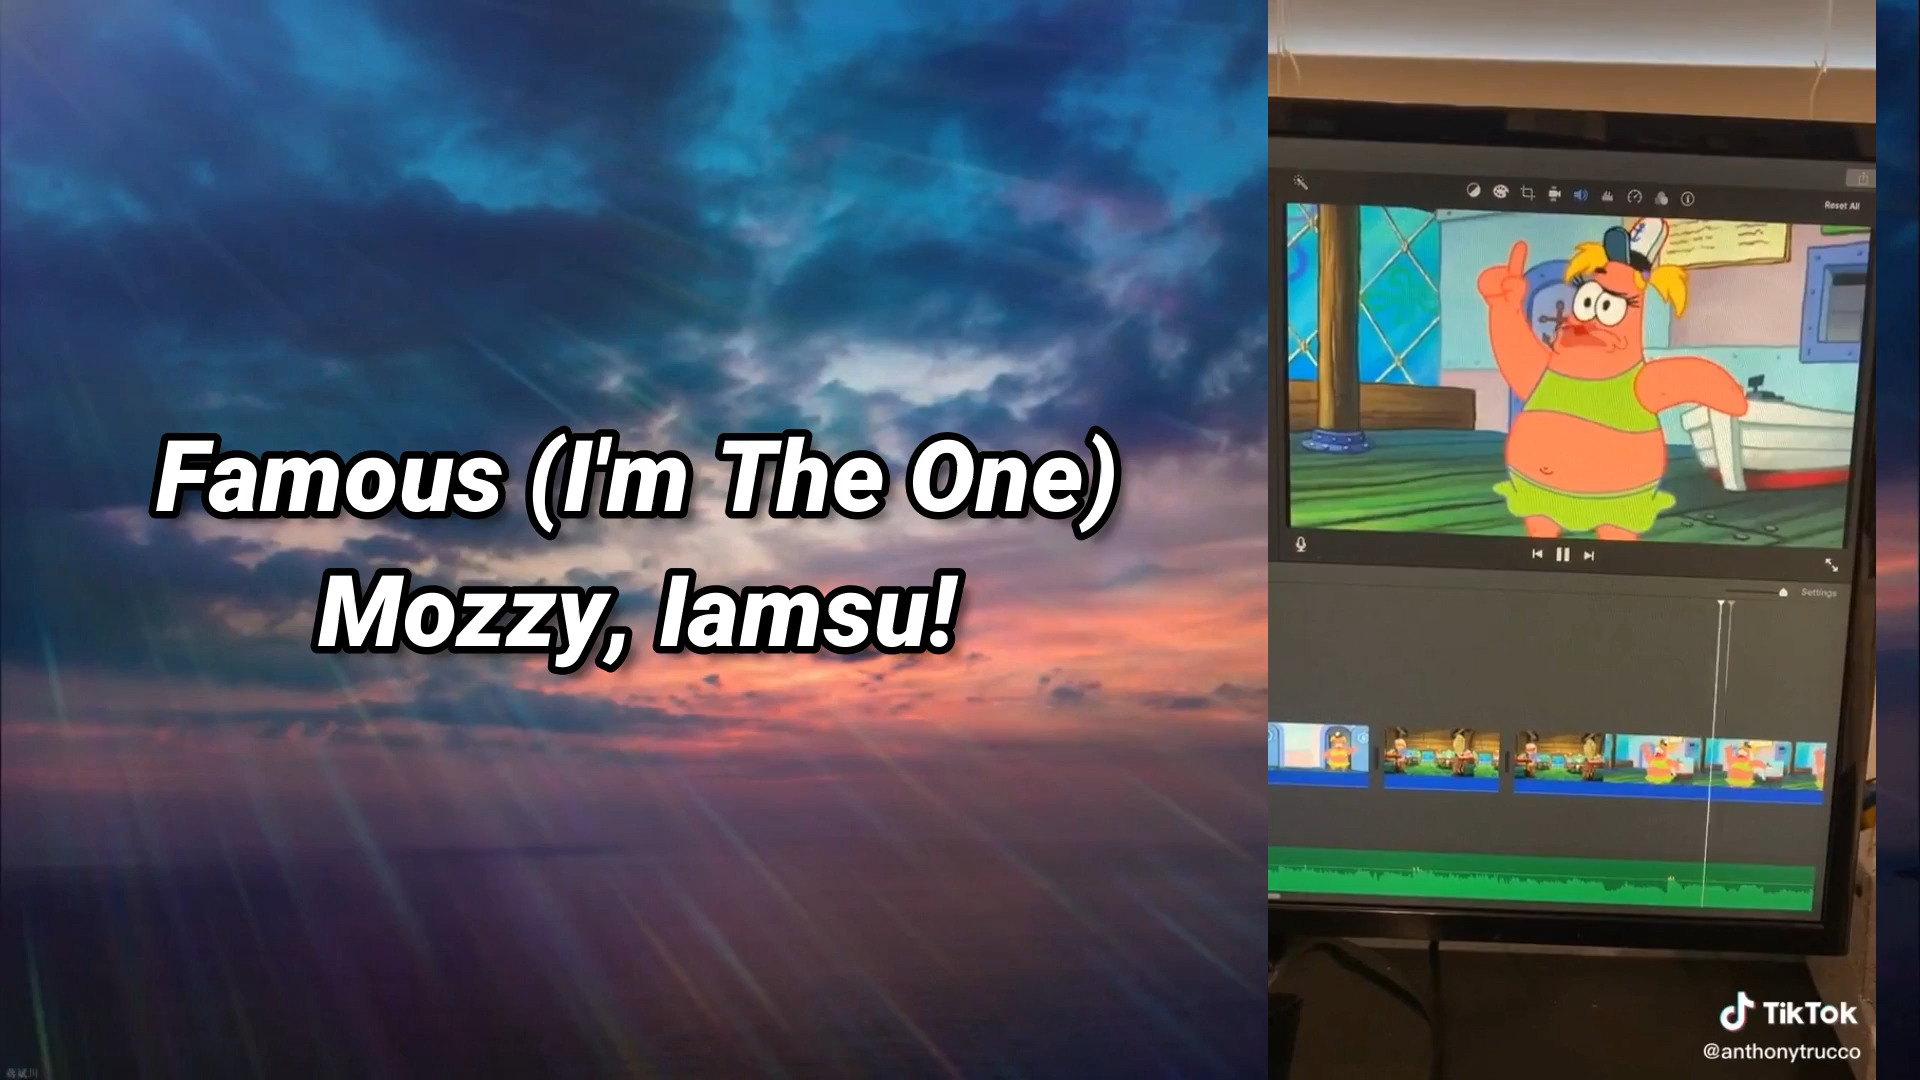 Famous (I'm The One)
Mozzy, Iamsu!
Reset All
Settings
TikTok
@anthonytrucco